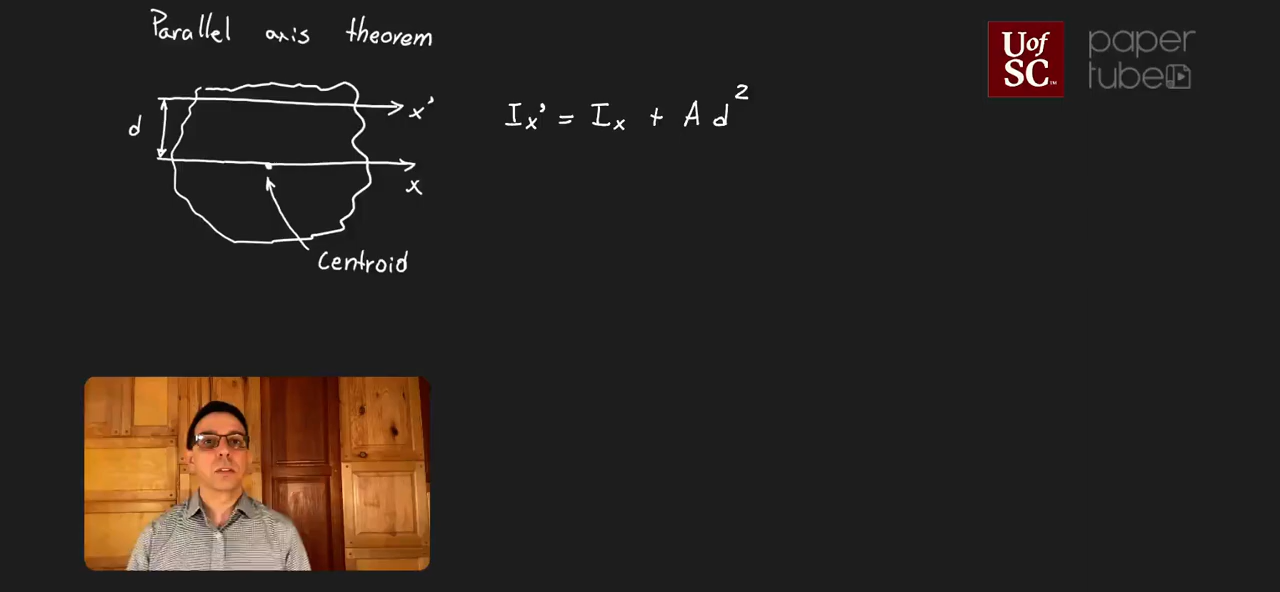 Parallel axis theorem
UofSC
paper
tube
x'
d
Ix' = Ix + A d²
x
Centroid